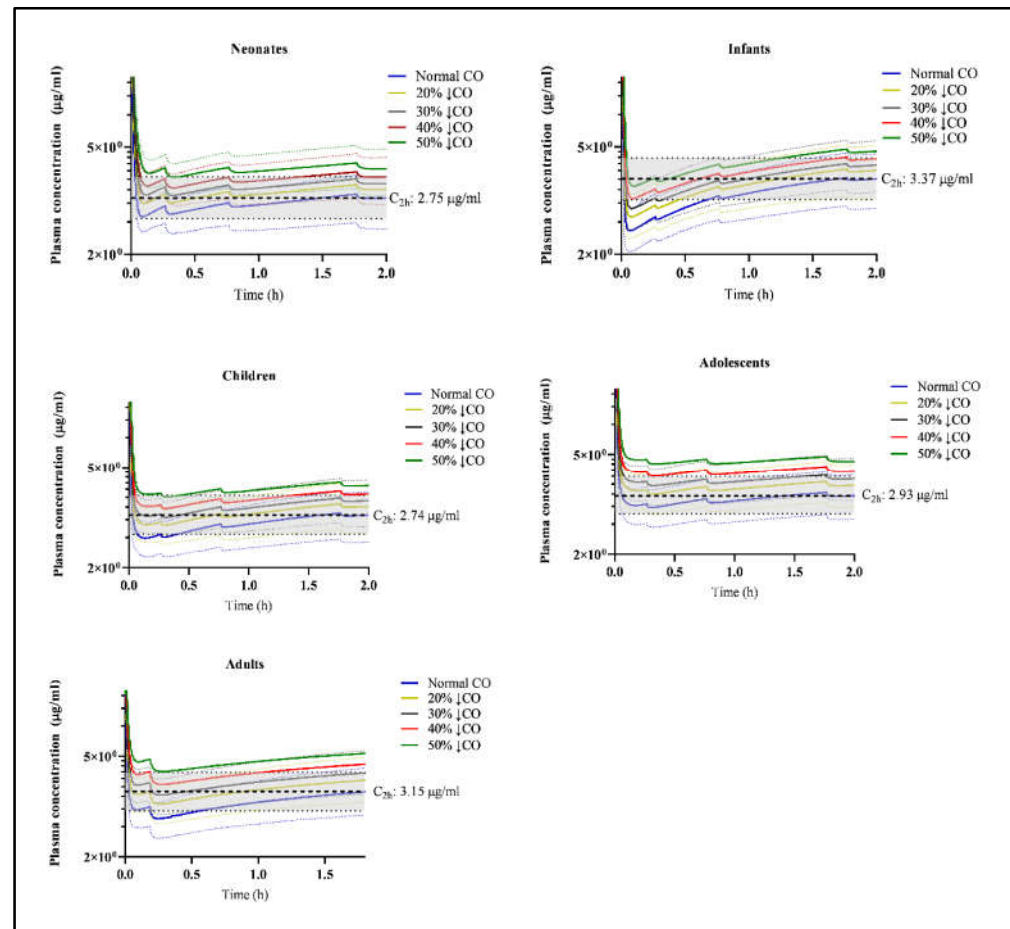 Neonates
Plasma concentration (µg/ml)
5×10⁰
2×10⁰
0.0 0.5 1.0 1.5 2.0
Time (h)
Normal CO
20% ↓CO
30% ↓CO
40% ↓CO
50% ↓CO
C2h: 2.75 µg/ml
Infants
Plasma concentration (µg/ml)
5×10⁰
2×10⁰
0.0 0.5 1.0 1.5 2.0
Time (h)
Normal CO
20% ↓CO
30% ↓CO
40% ↓CO
50% ↓CO
C2h: 3.37 µg/ml
Children
Plasma concentration (µg/ml)
5×10⁰
2×10⁰
0.0 0.5 1.0 1.5 2.0
Time (h)
Normal CO
20% ↓CO
30% ↓CO
40% ↓CO
50% ↓CO
C2h: 2.74 µg/ml
Adolescents
Plasma concentration (µg/ml)
5×10⁰
2×10⁰
0.0 0.5 1.0 1.5 2.0
Time (h)
Normal CO
20% ↓CO
30% ↓CO
40% ↓CO
50% ↓CO
C2h: 2.93 µg/ml
Adults
Plasma concentration (µg/ml)
5×10⁰
2×10⁰
0.0 0.5 1.0 1.5
Time (h)
Normal CO
20% ↓CO
30% ↓CO
40% ↓CO
50% ↓CO
C2h: 3.15 µg/ml